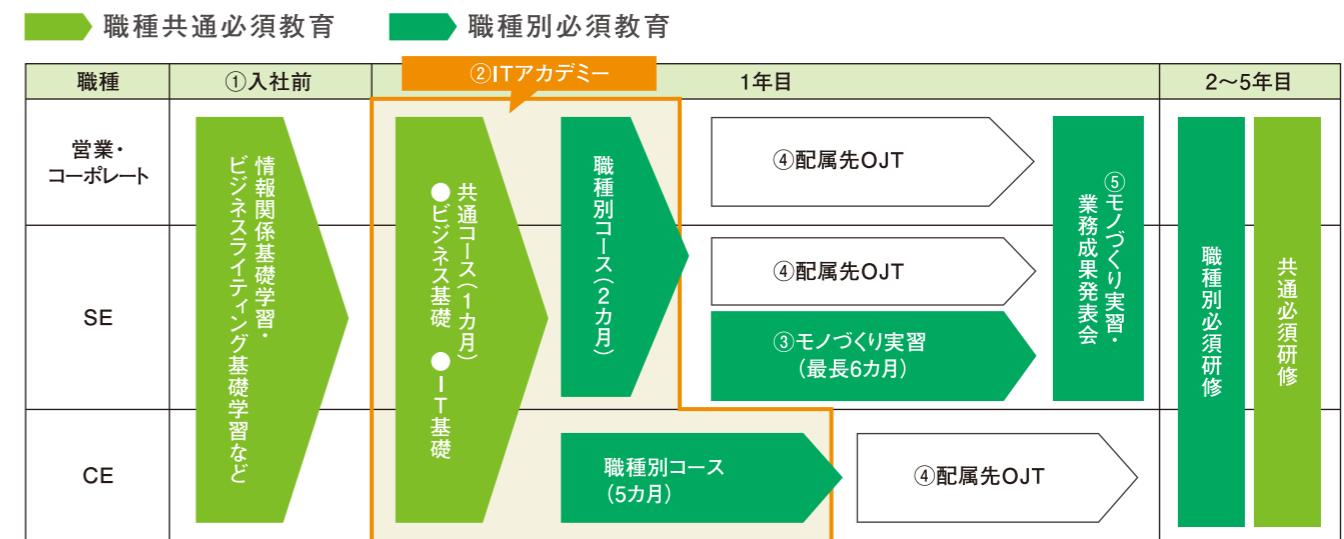 職種共通必須教育
職種別必須教育
職種
①入社前
②ITアカデミー
1年目
2〜5年目
営業・
コーポレート
SE
CE
情報関係基礎学習・
ビジネスライティング基礎学習など
共通コース（1カ月）
●ビジネス基礎 ●IT基礎
職種別コース（2カ月）
④配属先OJT
④配属先OJT
③モノづくり実習
（最長6カ月）
職種別コース
（5カ月）
④配属先OJT
⑤モノづくり実習・
業務成果発表会
職種別必須研修
共通必須研修